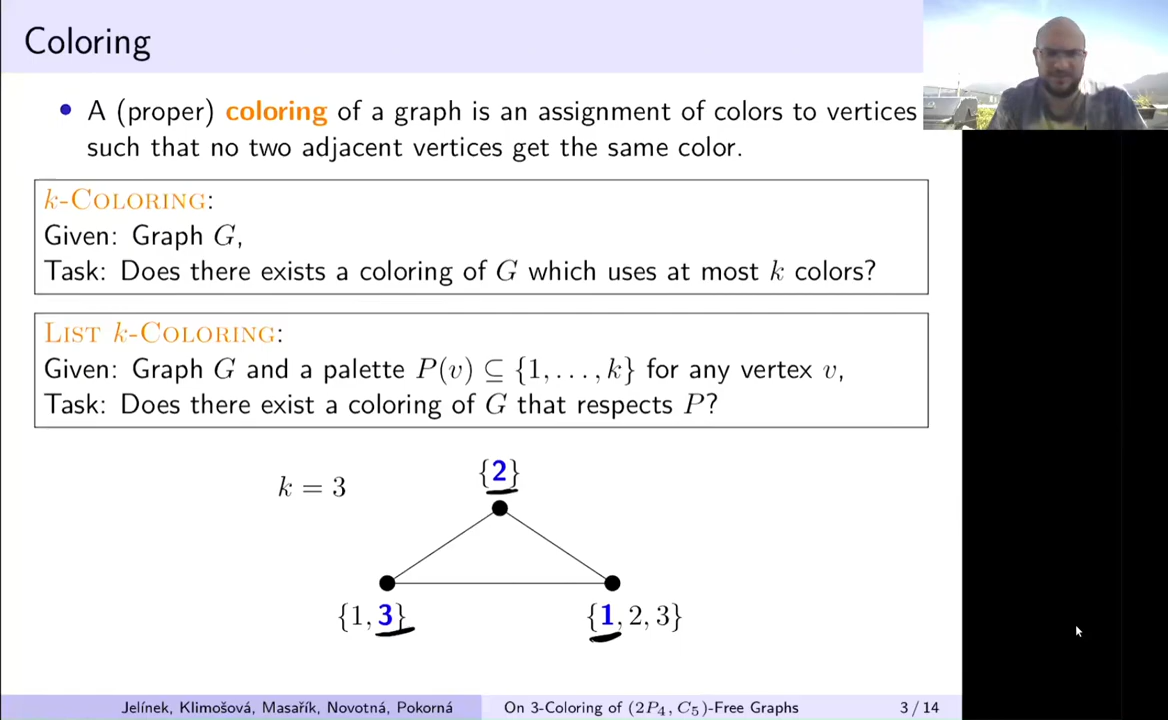 Coloring
• A (proper) coloring of a graph is an assignment of colors to vertices
such that no two adjacent vertices get the same color.
k-COLORING:
Given: Graph G,
Task: Does there exists a coloring of G which uses at most k colors?
LIST k-COLORING:
Given: Graph G and a palette P(v) ⊆ {1, . . . , k} for any vertex v,
Task: Does there exist a coloring of G that respects P?
{2}
k = 3
{1, 3}
{1, 2, 3}
Jelínek, Klimošová, Masařík, Novotná, Pokorná
On 3-Coloring of (2P₄, C₅)-Free Graphs
3 / 14